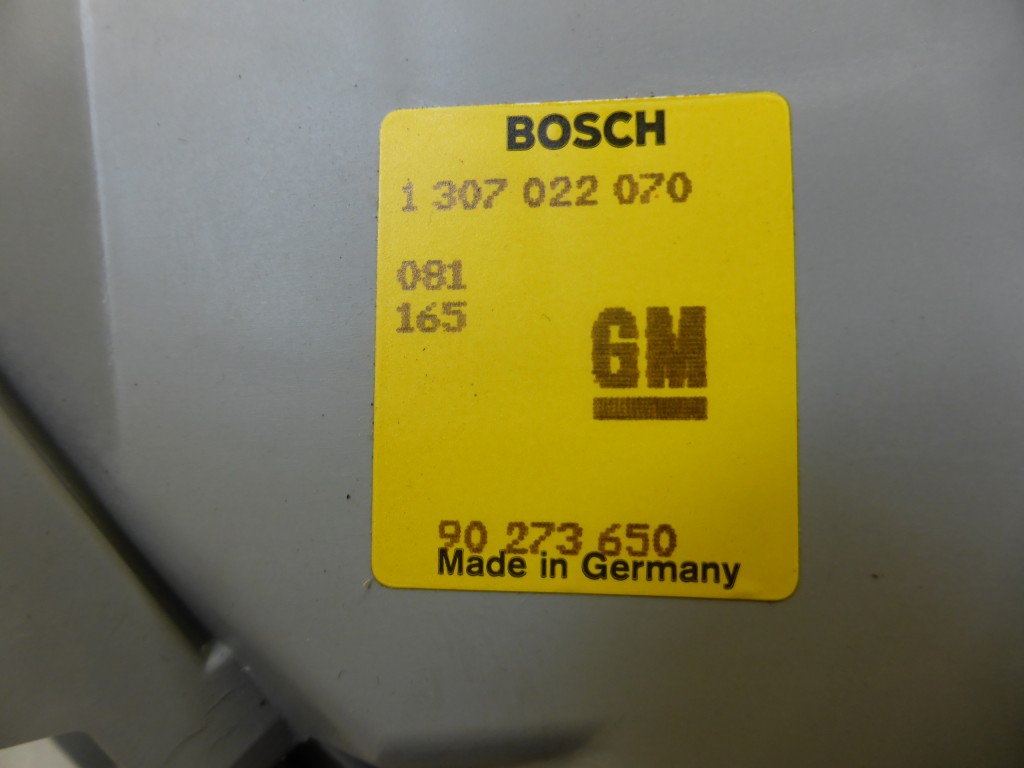 BOSCH
1 307 022 070
081
165
GM
90 273 650
Made in Germany